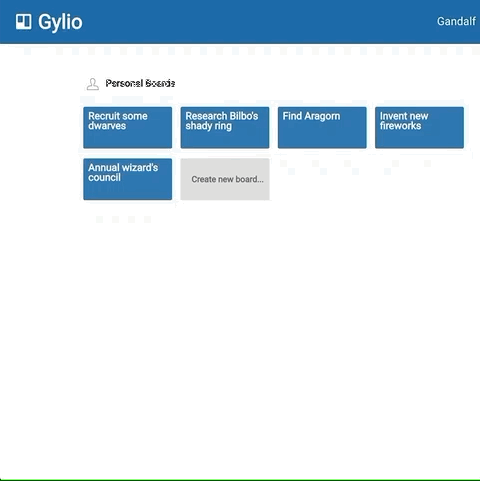 Gylio
Gandalf
Personal Boards
Recruit some
dwarves
Research Bilbo's
shady ring
Find Aragorn
Invent new
fireworks
Annual wizard's
council
Create new board...